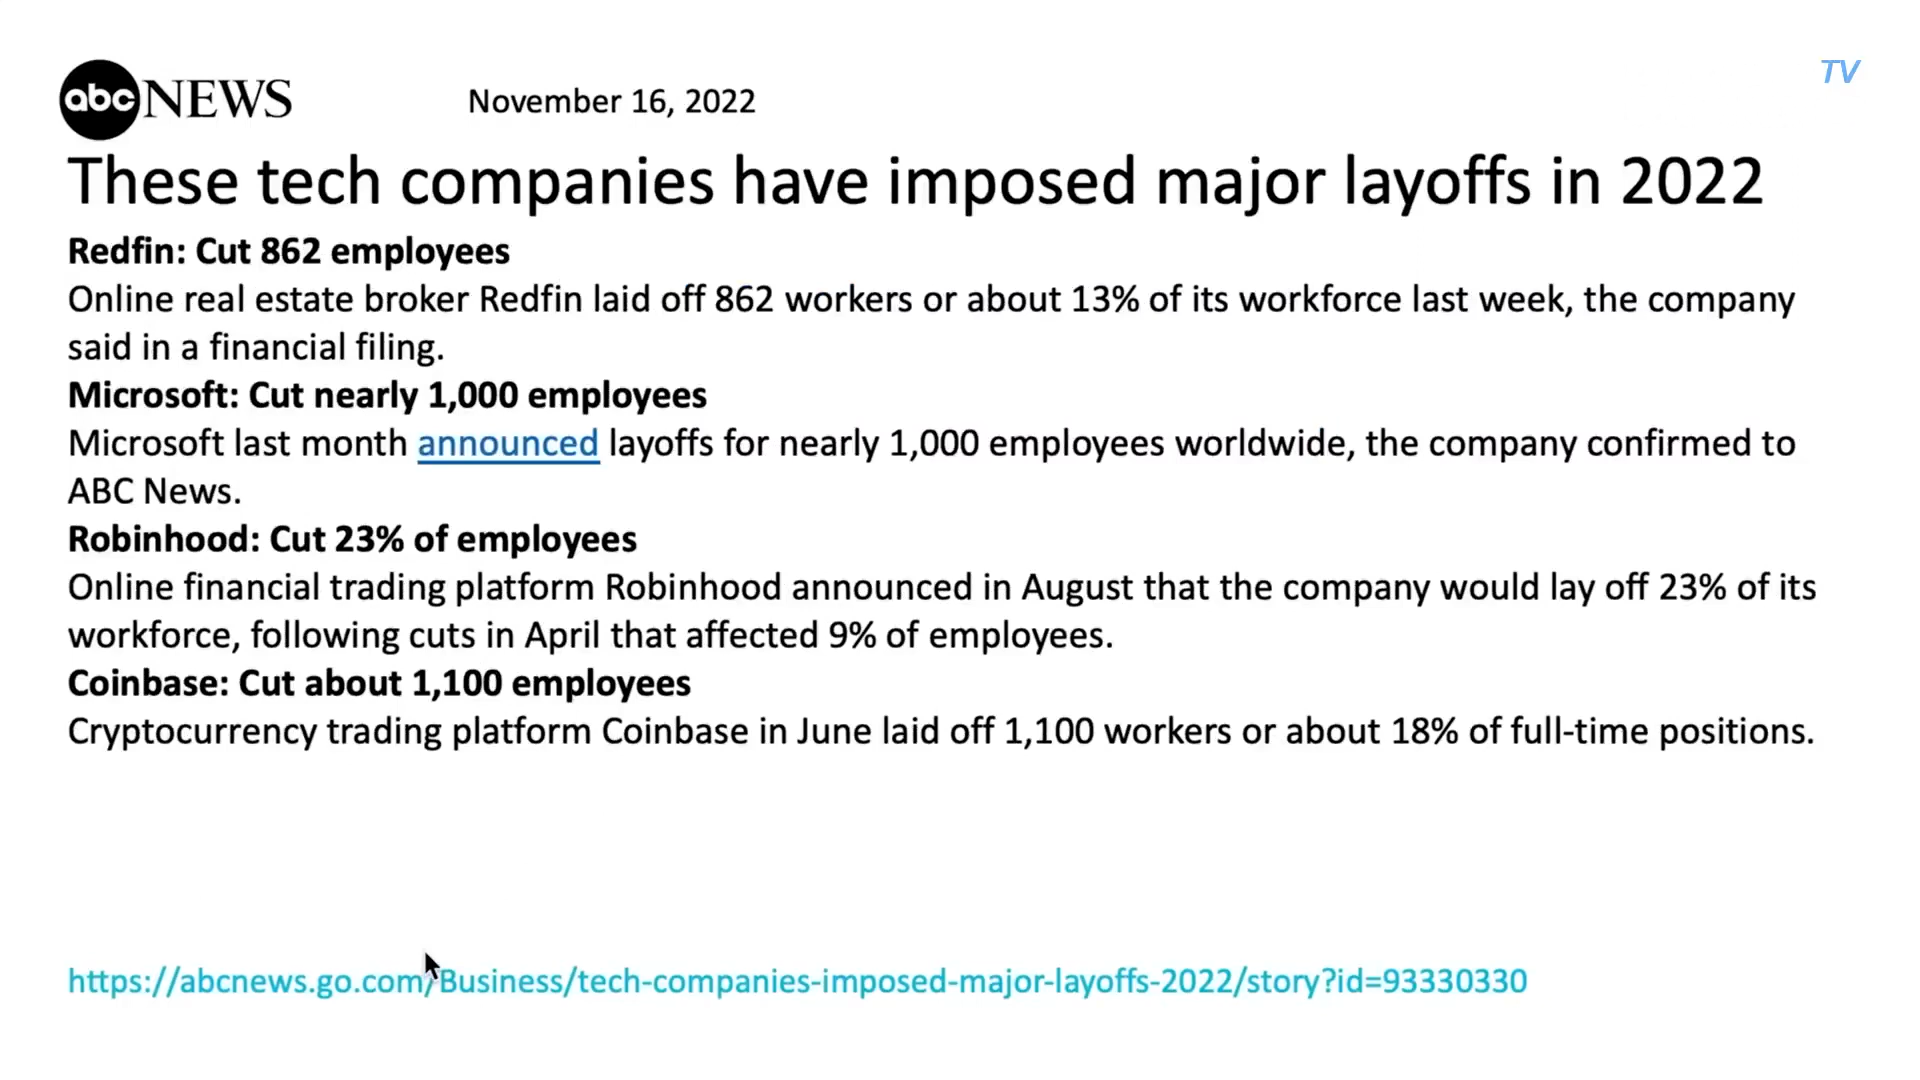 abc NEWS
November 16, 2022
TV
These tech companies have imposed major layoffs in 2022
Redfin: Cut 862 employees
Online real estate broker Redfin laid off 862 workers or about 13% of its workforce last week, the company
said in a financial filing.
Microsoft: Cut nearly 1,000 employees
Microsoft last month announced layoffs for nearly 1,000 employees worldwide, the company confirmed to
ABC News.
Robinhood: Cut 23% of employees
Online financial trading platform Robinhood announced in August that the company would lay off 23% of its
workforce, following cuts in April that affected 9% of employees.
Coinbase: Cut about 1,100 employees
Cryptocurrency trading platform Coinbase in June laid off 1,100 workers or about 18% of full-time positions.
https://abcnews.go.com/Business/tech-companies-imposed-major-layoffs-2022/story?id=93330330